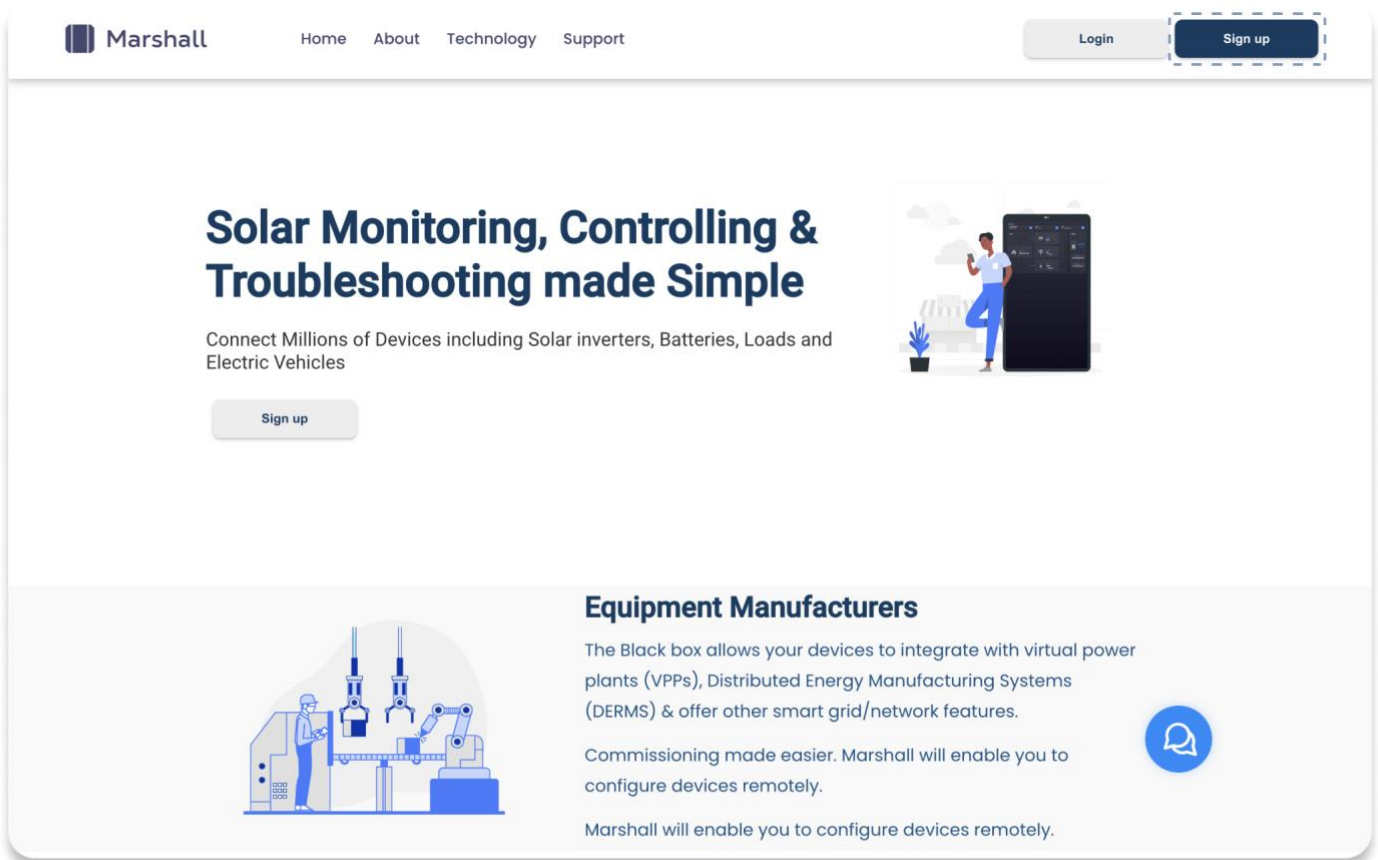 Marshall
Home About Technology Support
Login
Sign up
Solar Monitoring, Controlling &
Troubleshooting made Simple
Connect Millions of Devices including Solar inverters, Batteries, Loads and
Electric Vehicles
Sign up
Equipment Manufacturers
The Black box allows your devices to integrate with virtual power
plants (VPPs), Distributed Energy Manufacturing Systems
(DERMS) & offer other smart grid/network features.
Commissioning made easier. Marshall will enable you to
configure devices remotely.
Marshall will enable you to configure devices remotely.